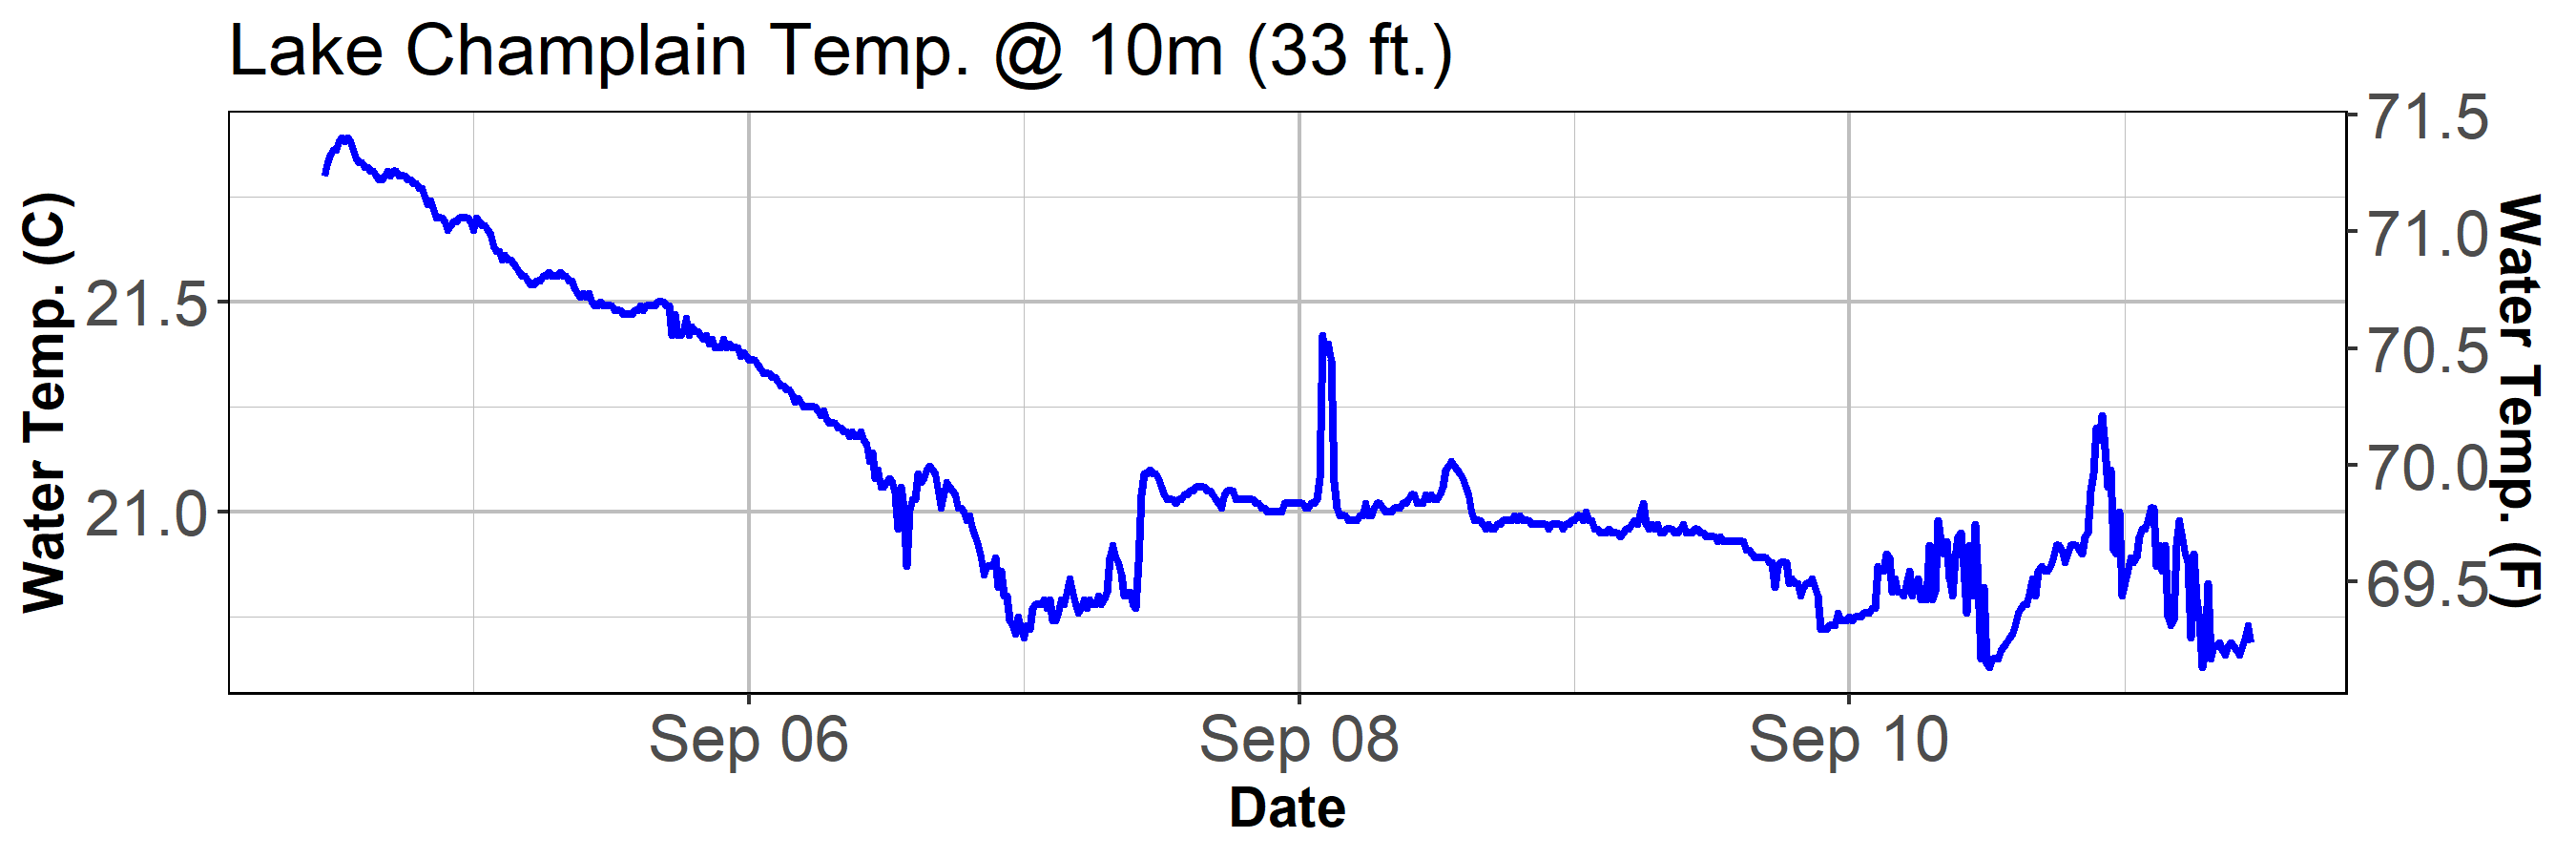 Lake Champlain Temp. @ 10m (33 ft.)
Water Temp. (C)
21.5
21.0
71.5
71.0
70.5
70.0
69.5
Water Temp. (F)
Sep 06 Sep 08 Sep 10
Date